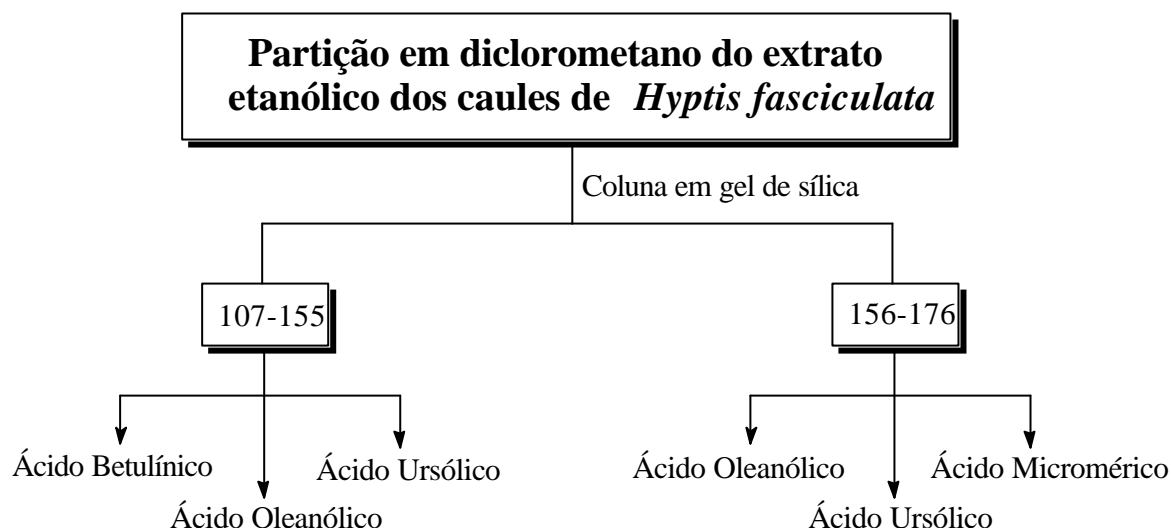 Partição em diclorometano do extrato
etanólico dos caules de Hyptis fasciculata
Coluna em gel de sílica
107-155
156-176
Ácido Betulínico
Ácido Ursólico
Ácido Oleanólico
Ácido Oleanólico
Ácido Micromérico
Ácido Ursólico